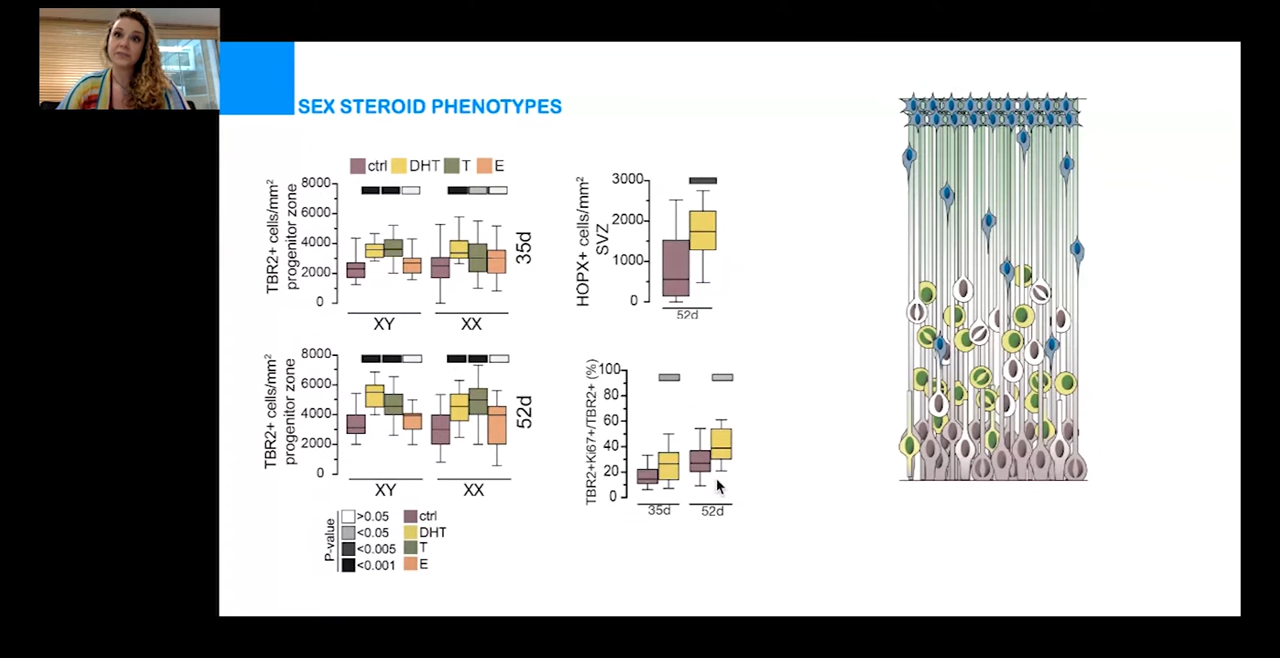 SEX STEROID PHENOTYPES
ctrl DHT T E
TBR2+ cells/mm²
progenitor zone
8000
6000
4000
2000
0
XY XX
35d
TBR2+ cells/mm²
progenitor zone
8000
6000
4000
2000
0
XY XX
52d
P-value
>0.05
<0.05
<0.005
<0.001
ctrl
DHT
T
E
HOPX+ cells/mm²
SVZ
3000
2000
1000
0
52d
TBR2+Ki67+/TBR2+ (%)
100
80
60
40
20
0
35d 52d